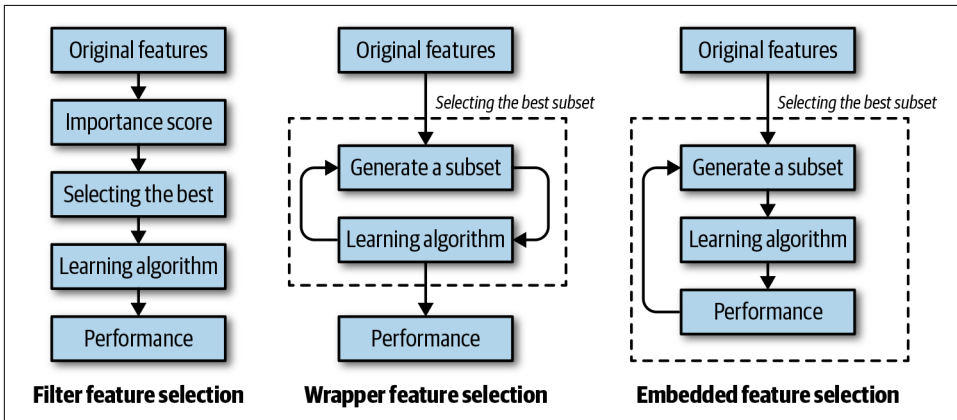 Original features
Importance score
Selecting the best
Learning algorithm
Performance
Filter feature selection
Original features
Selecting the best subset
Generate a subset
Learning algorithm
Performance
Wrapper feature selection
Original features
Selecting the best subset
Generate a subset
Learning algorithm
Performance
Embedded feature selection